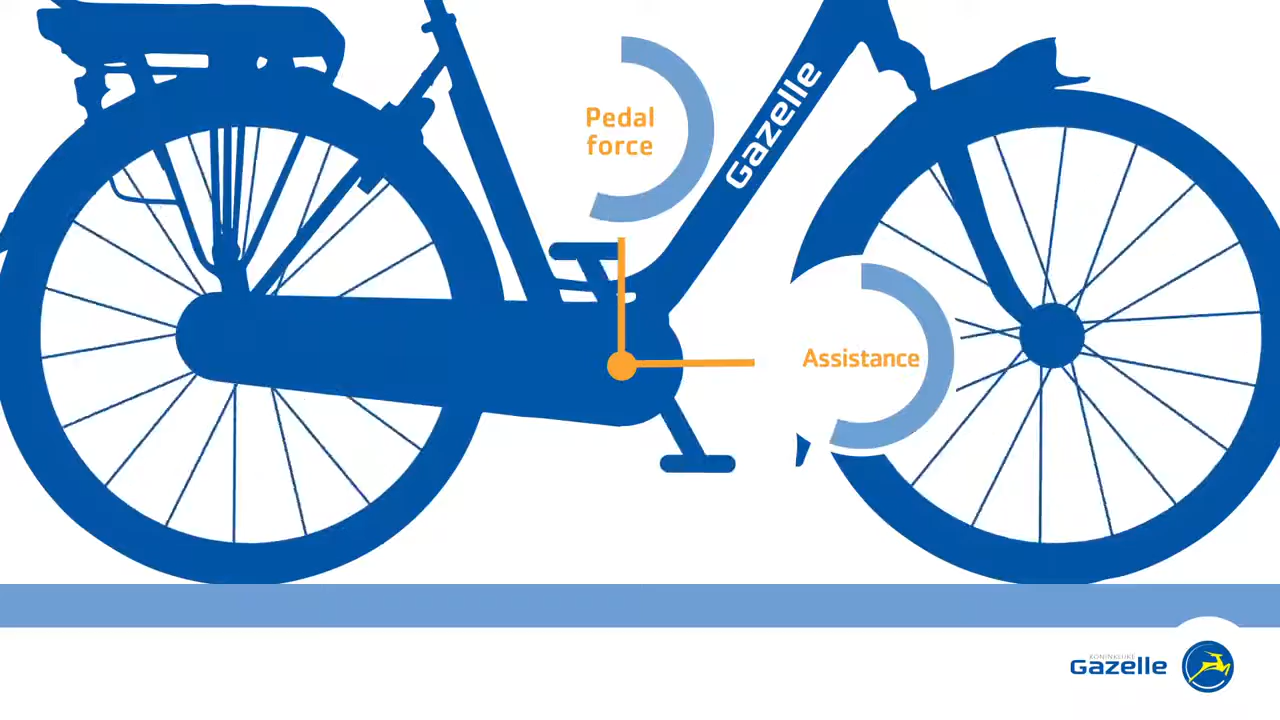 Pedal
force
Gazelle
Assistance
KONINKLIJKE
Gazelle